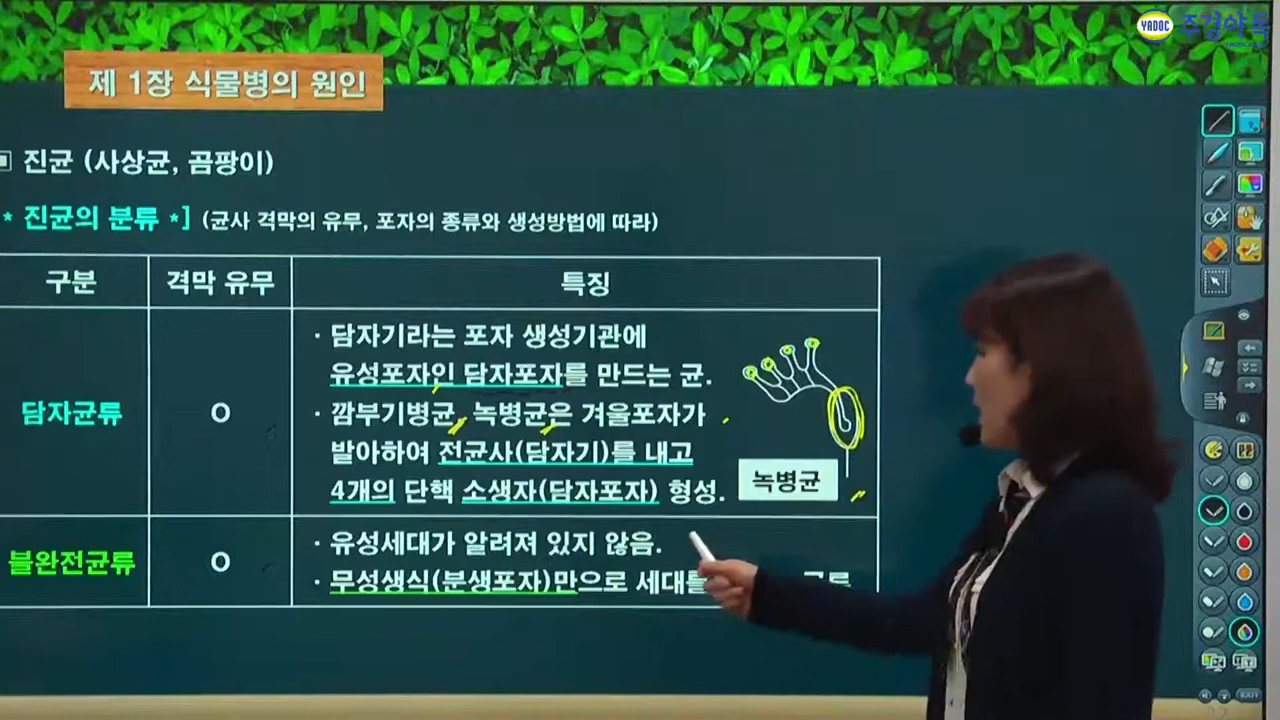 YADOC 주경야독
제 1장 식물병의 원인
진균 (사상균, 곰팡이)
* 진균의 분류 *] (균사 격막의 유무, 포자의 종류와 생성방법에 따라)
구분 격막 유무 특징
· 담자기라는 포자 생성기관에
유성포자인 담자포자를 만드는 균.
담자균류 O · 깜부기병균, 녹병균은 겨울포자가
발아하여 전균사(담자기)를 내고
4개의 단핵 소생자(담자포자) 형성.
녹병균
불완전균류 O · 유성세대가 알려져 있지 않음.
· 무성생식(분생포자)만으로 세대를
EXIT